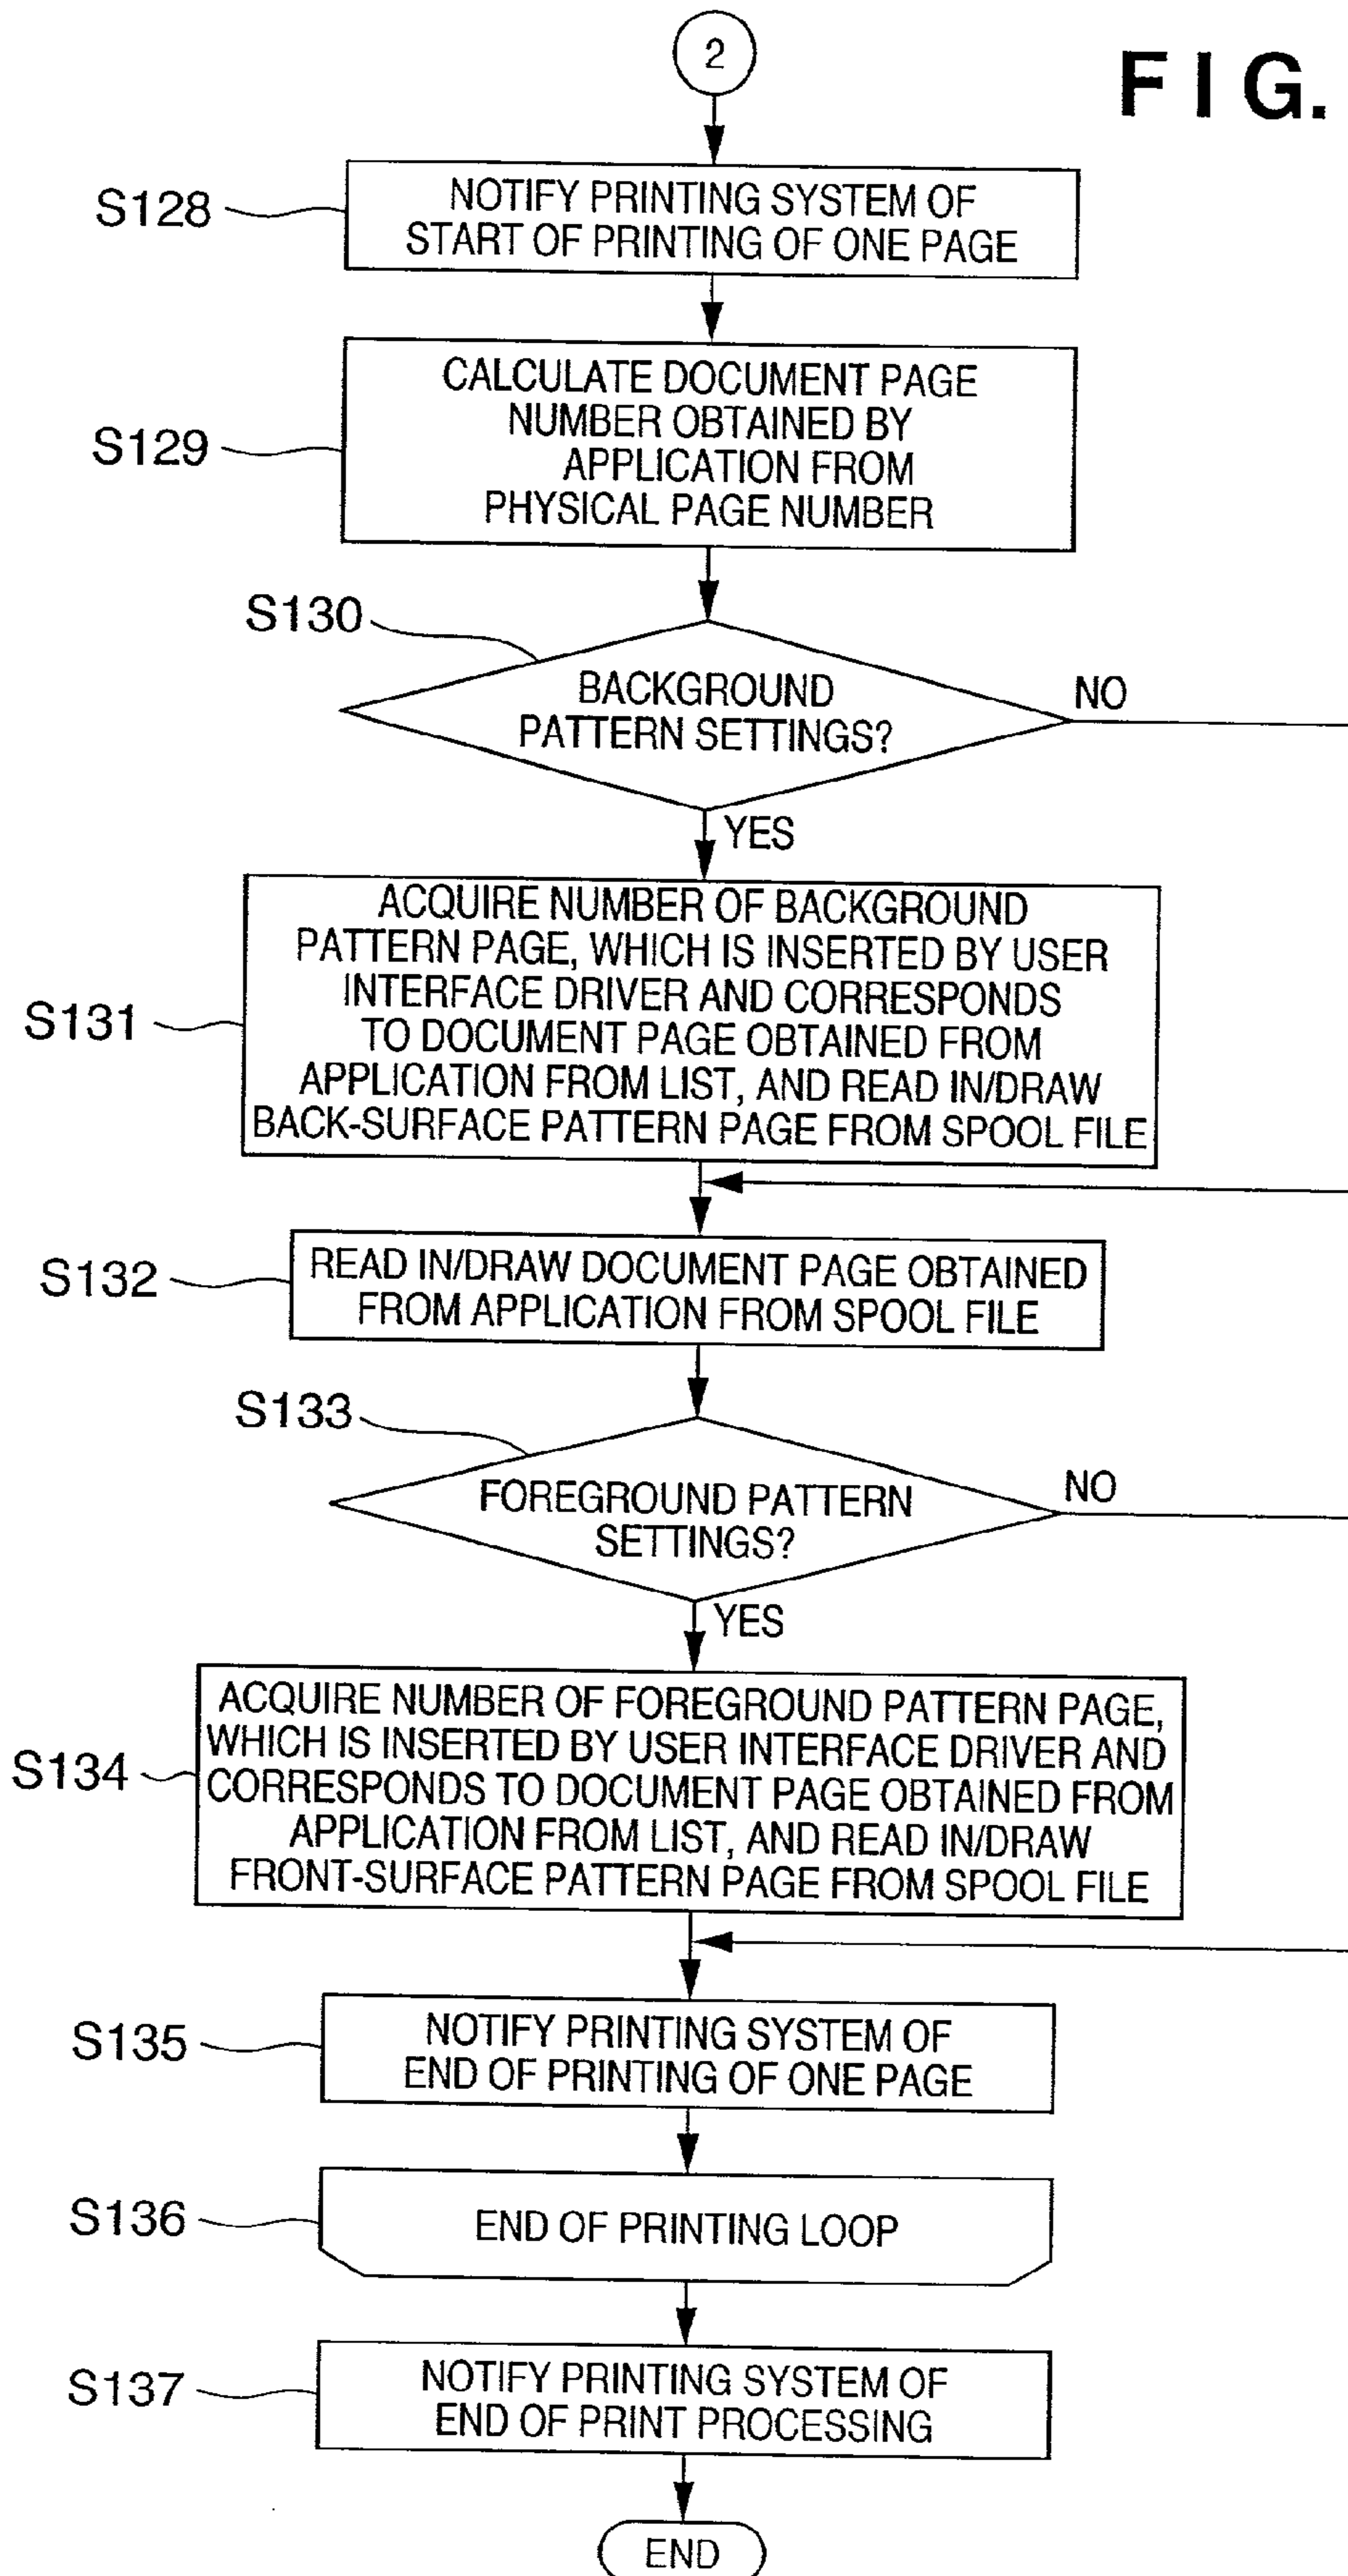 2
FIG.
S128
NOTIFY PRINTING SYSTEM OF
START OF PRINTING OF ONE PAGE
S129
CALCULATE DOCUMENT PAGE
NUMBER OBTAINED BY
APPLICATION FROM
PHYSICAL PAGE NUMBER
S130
BACKGROUND
PATTERN SETTINGS?
NO
YES
S131
ACQUIRE NUMBER OF BACKGROUND
PATTERN PAGE, WHICH IS INSERTED BY USER
INTERFACE DRIVER AND CORRESPONDS
TO DOCUMENT PAGE OBTAINED FROM
APPLICATION FROM LIST, AND READ IN/DRAW
BACK-SURFACE PATTERN PAGE FROM SPOOL FILE
S132
READ IN/DRAW DOCUMENT PAGE OBTAINED
FROM APPLICATION FROM SPOOL FILE
S133
FOREGROUND PATTERN
SETTINGS?
NO
YES
S134
ACQUIRE NUMBER OF FOREGROUND PATTERN PAGE,
WHICH IS INSERTED BY USER INTERFACE DRIVER AND
CORRESPONDS TO DOCUMENT PAGE OBTAINED FROM
APPLICATION FROM LIST, AND READ IN/DRAW
FRONT-SURFACE PATTERN PAGE FROM SPOOL FILE
S135
NOTIFY PRINTING SYSTEM OF
END OF PRINTING OF ONE PAGE
S136
END OF PRINTING LOOP
S137
NOTIFY PRINTING SYSTEM OF
END OF PRINT PROCESSING
END